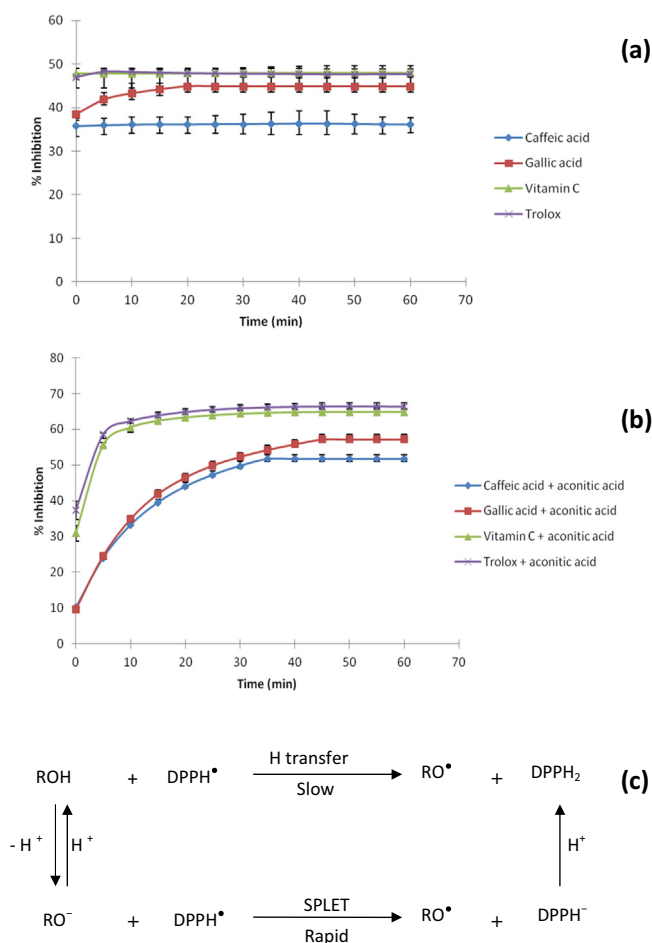 60
50
40
30
20
10
0
% Inhibition
0 10 20 30 40 50 60 70
Time (min)
Caffeic acid
Gallic acid
Vitamin C
Trolox
(a)
80
70
60
50
40
30
20
10
0
% Inhibition
0 10 20 30 40 50 60 70
Time (min)
Caffeic acid + aconitic acid
Gallic acid + aconitic acid
Vitamin C + aconitic acid
Trolox + aconitic acid
(b)
H transfer
ROH + DPPH• RO• + DPPH₂ (c)
Slow
- H⁺ H⁺ H⁺
SPLET
RO⁻ + DPPH• RO• + DPPH⁻
Rapid